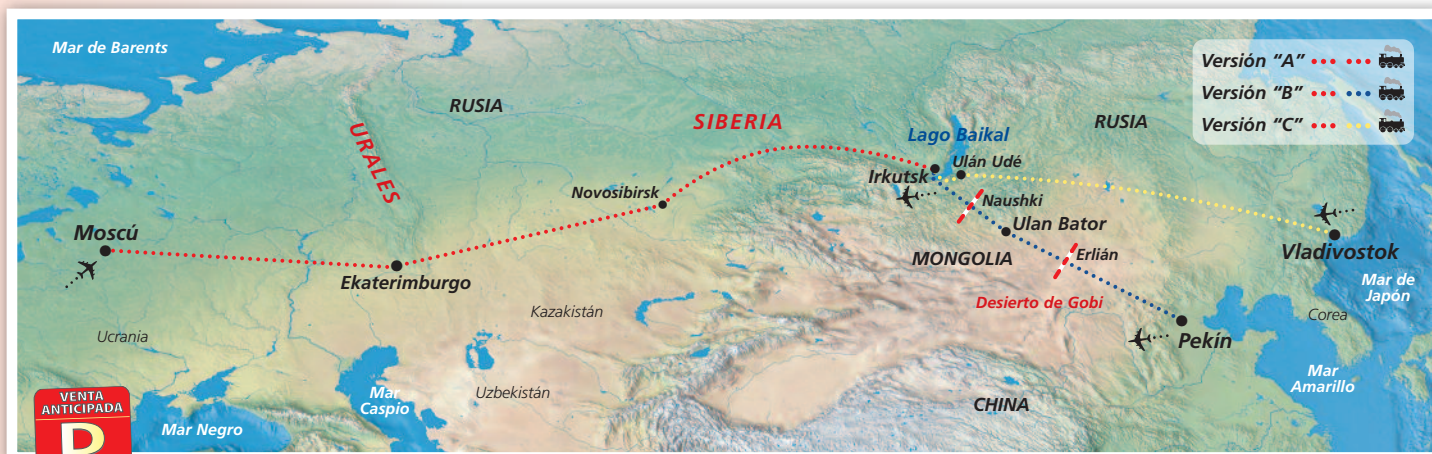 Mar de Barents
Versión "A"
Versión "B"
Versión "C"
RUSIA
URALES
SIBERIA
RUSIA
Lago Baikal
Ulán Udé
Irkutsk
Novosibirsk
Naushki
Moscú
Ulan Bator
Vladivostok
Ekaterimburgo
MONGOLIA
Erlián
Mar de
Japón
Desierto de Gobi
Kazakistán
Corea
Ucrania
Pekín
Mar
Caspio
Uzbekistán
Mar
Amarillo
CHINA
VENTA
ANTICIPADA
Mar Negro